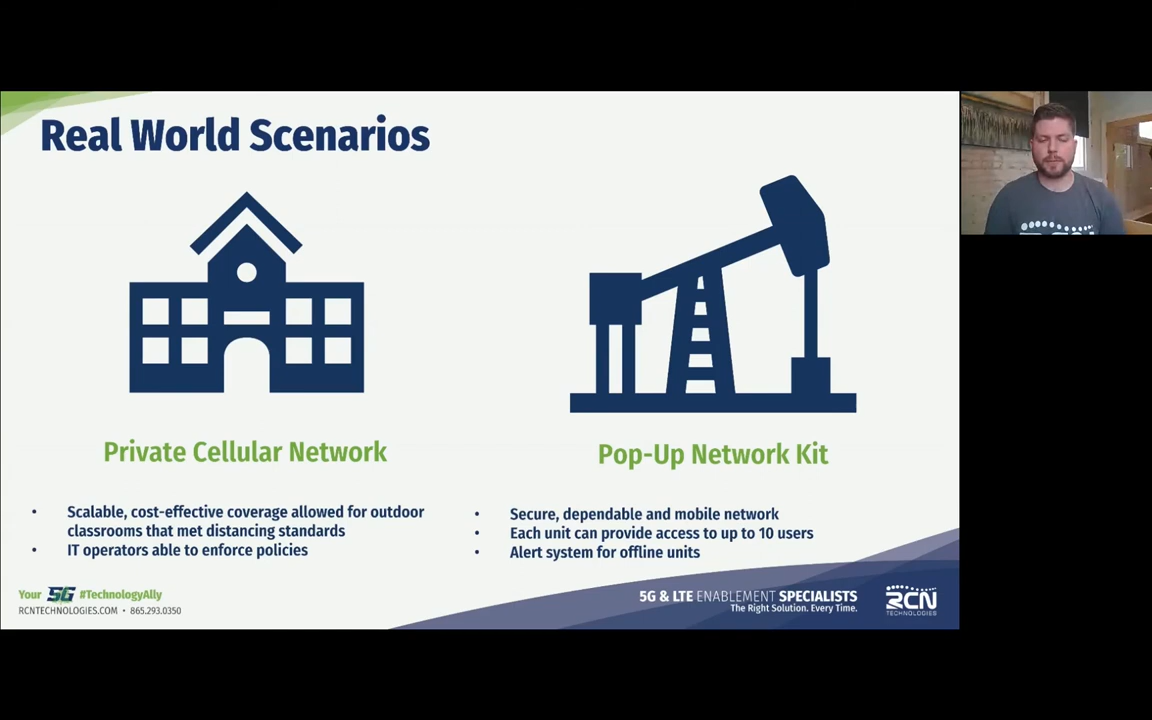 Real World Scenarios
Private Cellular Network
• Scalable, cost-effective coverage allowed for outdoor
classrooms that met distancing standards
• IT operators able to enforce policies
Pop-Up Network Kit
• Secure, dependable and mobile network
• Each unit can provide access to up to 10 users
• Alert system for offline units
Your 5G #TechnologyAlly
RCNTECHNOLOGIES.COM • 865.293.0350
5G & LTE ENABLEMENT SPECIALISTS
The Right Solution. Every Time.
RCN
TECHNOLOGIES